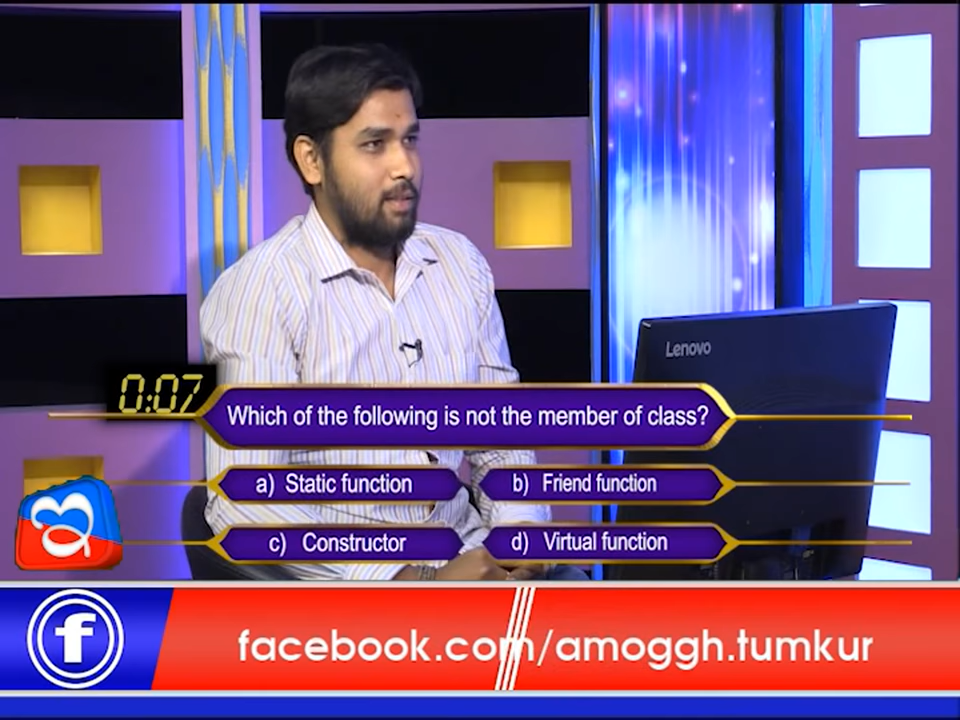 Lenovo
0:07
Which of the following is not the member of class?
a) Static function
b) Friend function
c) Constructor
d) Virtual function
f facebook.com/amoggh.tumkur